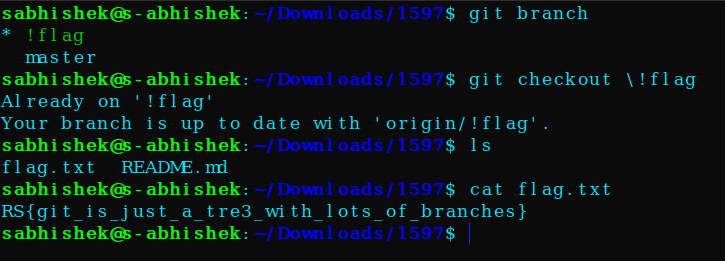 sabhishek@s-abhishek:~/Downloads/1597$ git branch
* !flag
  master
sabhishek@s-abhishek:~/Downloads/1597$ git checkout \!flag
Already on '!flag'
Your branch is up to date with 'origin/!flag'.
sabhishek@s-abhishek:~/Downloads/1597$ ls
flag.txt  README.md
sabhishek@s-abhishek:~/Downloads/1597$ cat flag.txt
RS{git_is_just_a_tre3_with_lots_of_branches}
sabhishek@s-abhishek:~/Downloads/1597$